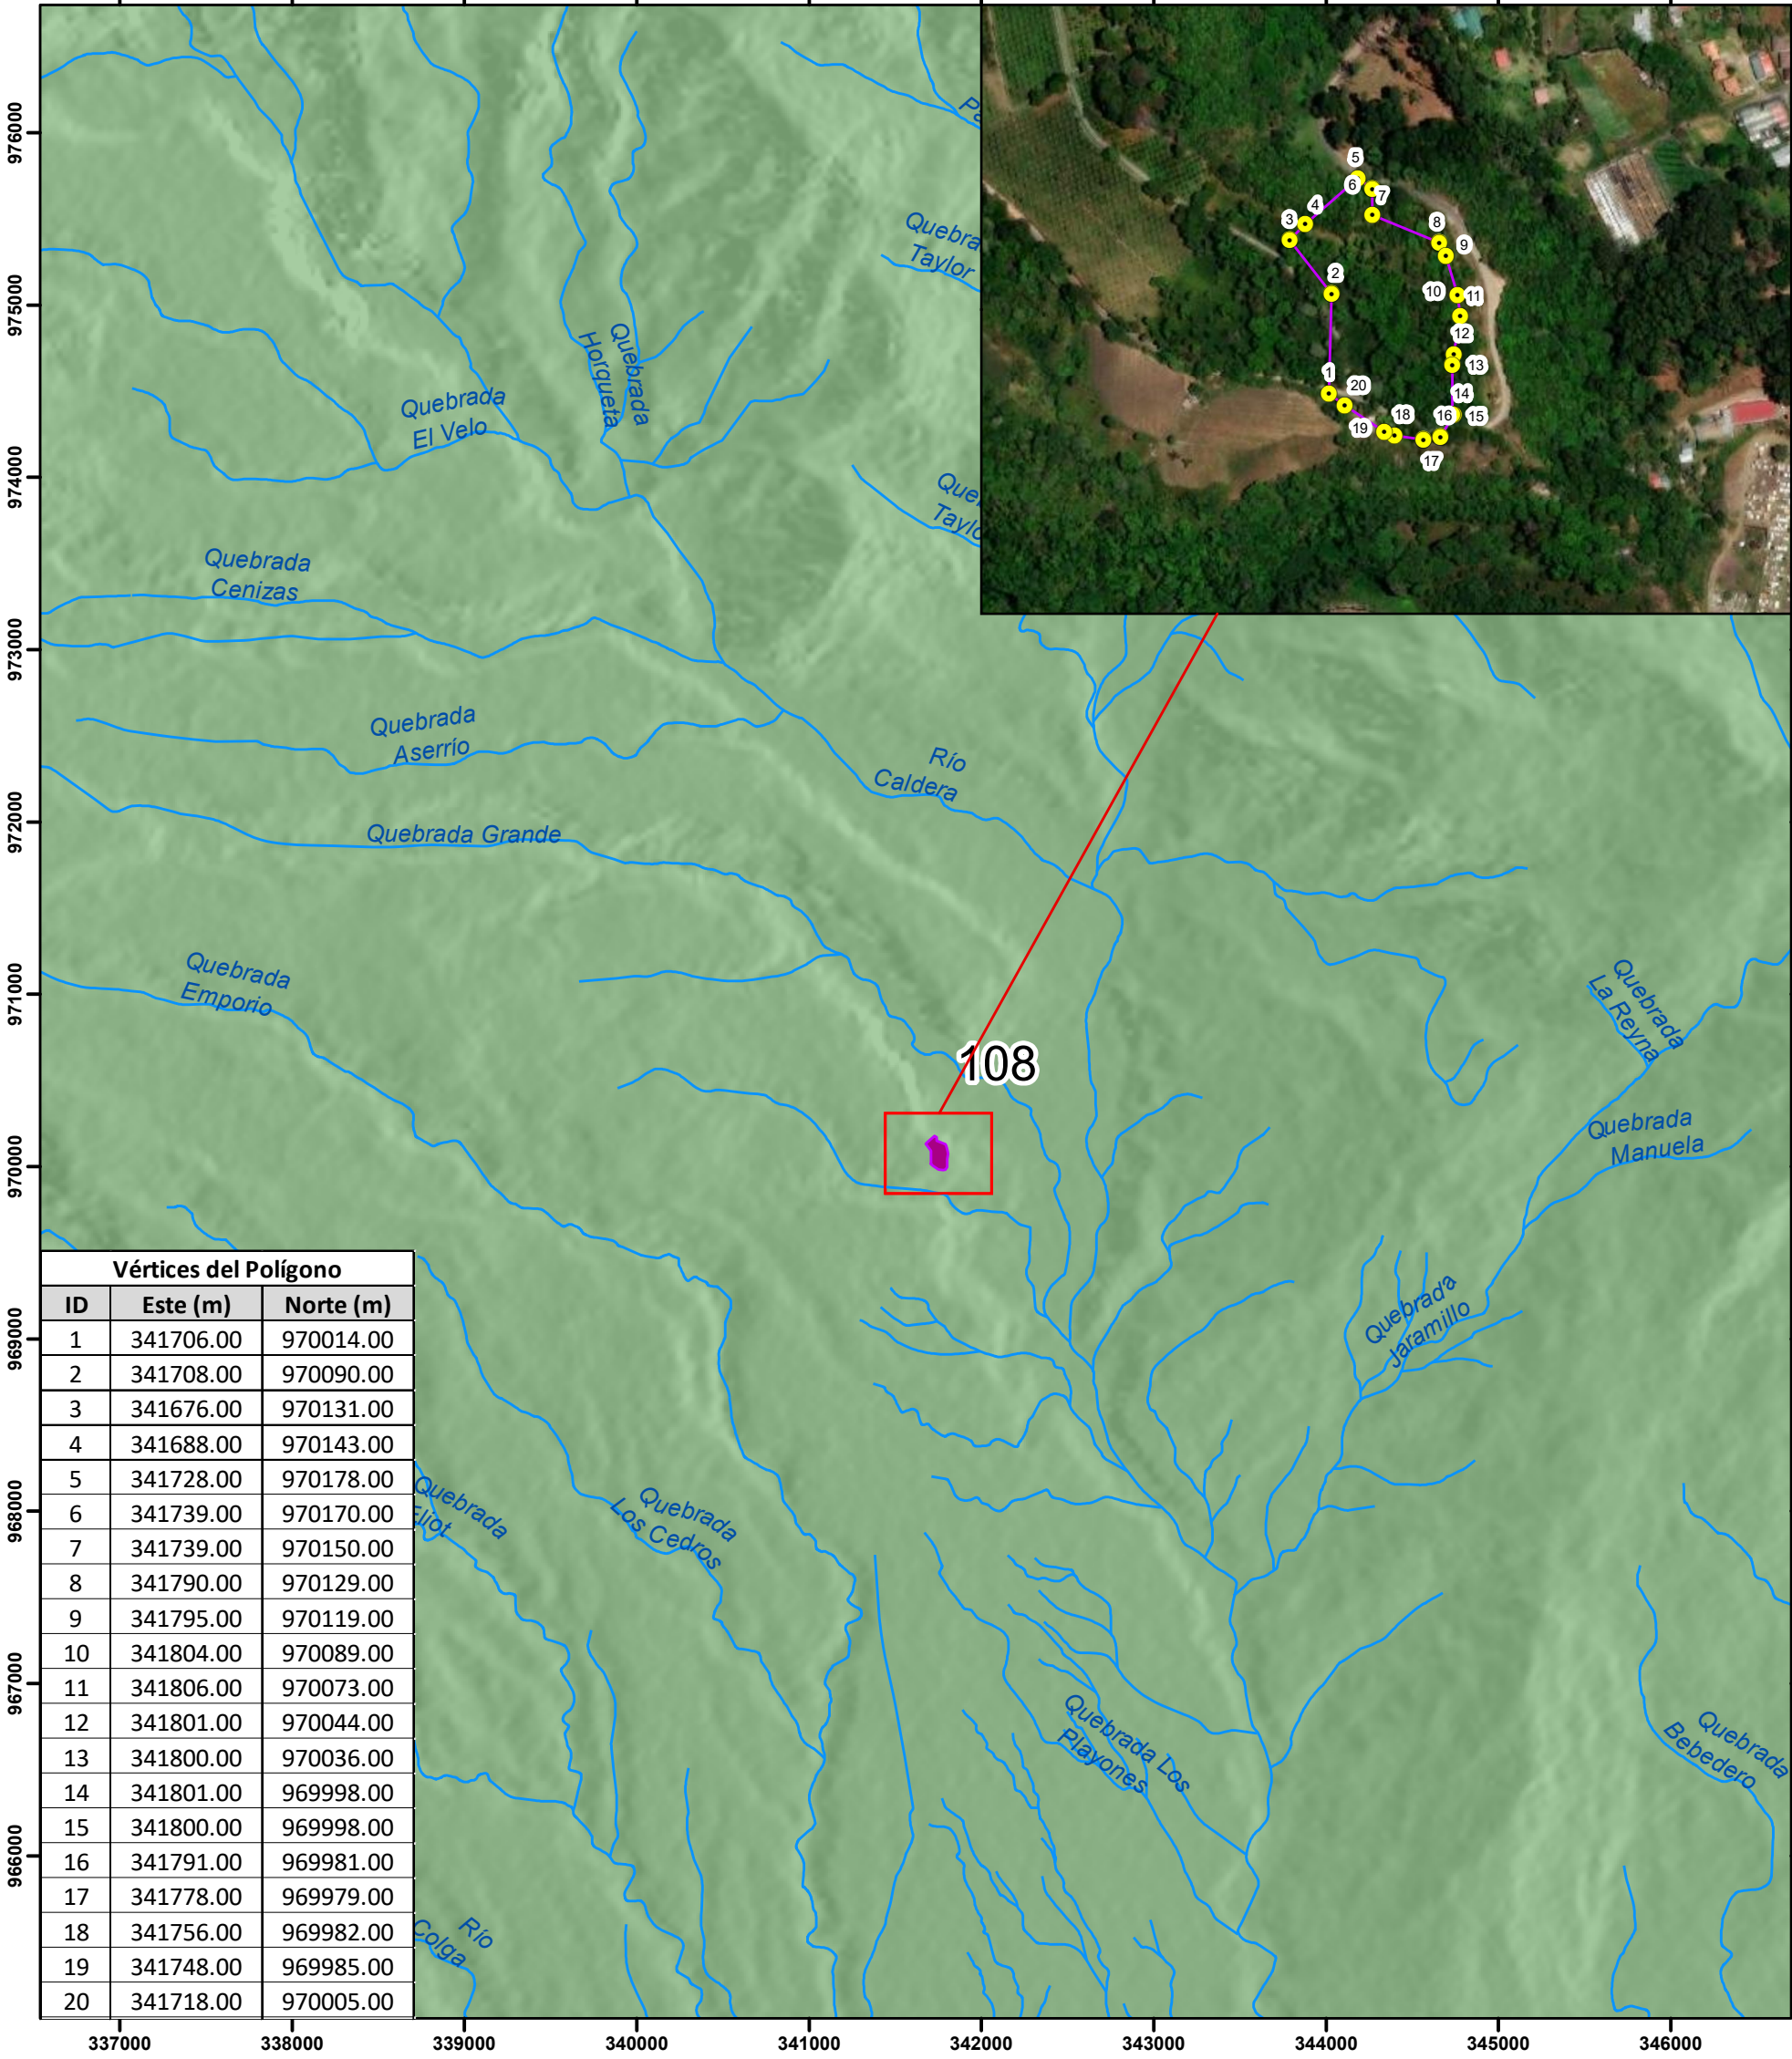 Quebra
Taylor
Quebrada
Horqueta
Quebrada
Quebrada
El Velo
Quebrada
Cenizas
Quebrada
Aserrío
Río
Caldera
Quebrada Grande
Quebrada
Emporio
108
Quebrada
La Reyna
Quebrada
Manuela
Quebrada
Jaramillo
Quebrada
Los Cedros
Quebrada
Quebrada Los
Playones
Quebrada
Bebedero
Río
Colga
5
6
7
4
3
8
9
2
10
11
12
13
1
20
14
18
16
15
19
17
Vértices del Polígono
ID Este (m) Norte (m)
1 341706.00 970014.00
2 341708.00 970090.00
3 341676.00 970131.00
4 341688.00 970143.00
5 341728.00 970178.00
6 341739.00 970170.00
7 341739.00 970150.00
8 341790.00 970129.00
9 341795.00 970119.00
10 341804.00 970089.00
11 341806.00 970073.00
12 341801.00 970044.00
13 341800.00 970036.00
14 341801.00 969998.00
15 341800.00 969998.00
16 341791.00 969981.00
17 341778.00 969979.00
18 341756.00 969982.00
19 341748.00 969985.00
20 341718.00 970005.00
976000
975000
974000
973000
972000
971000
970000
969000
968000
967000
966000
337000 338000 339000 340000 341000 342000 343000 344000 345000 346000